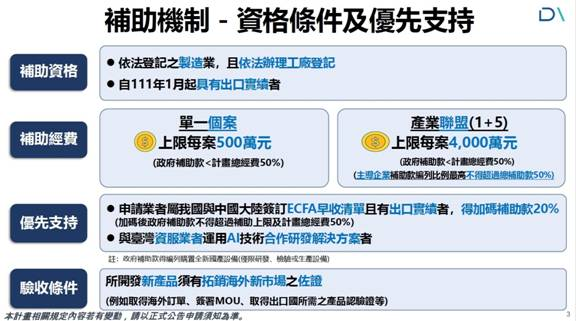 補助機制 - 資格條件及優先支持
補助資格
● 依法登記之製造業，且依法辦理工廠登記
● 自111年1月起具有出口實績者
補助經費
單一個案
上限每案500萬元
(政府補助款<計畫總經費50%)
產業聯盟(1+5)
上限每案4,000萬元
(政府補助款<計畫總經費50%)
(主導企業補助款編列比例最高不得超過總補助款50%)
優先支持
● 申請業者屬我國與中國大陸簽訂ECFA早收清單且有出口實績者，得加碼補助款20%
(加碼後政府補助款不得超過補助上限及計畫總經費50%)
● 與臺灣資服業者運用AI技術合作研發解決方案者
註：政府補助款得編列購置全新國產設備(僅限研發、檢驗或生產設備)
驗收條件
所開發新產品須有拓銷海外新市場之佐證
(例如取得海外訂單、簽署MOU、取得出口國所需之產品認驗證等)
本計畫相關規定內容若有變動，請以正式公告申請須知為準。
3